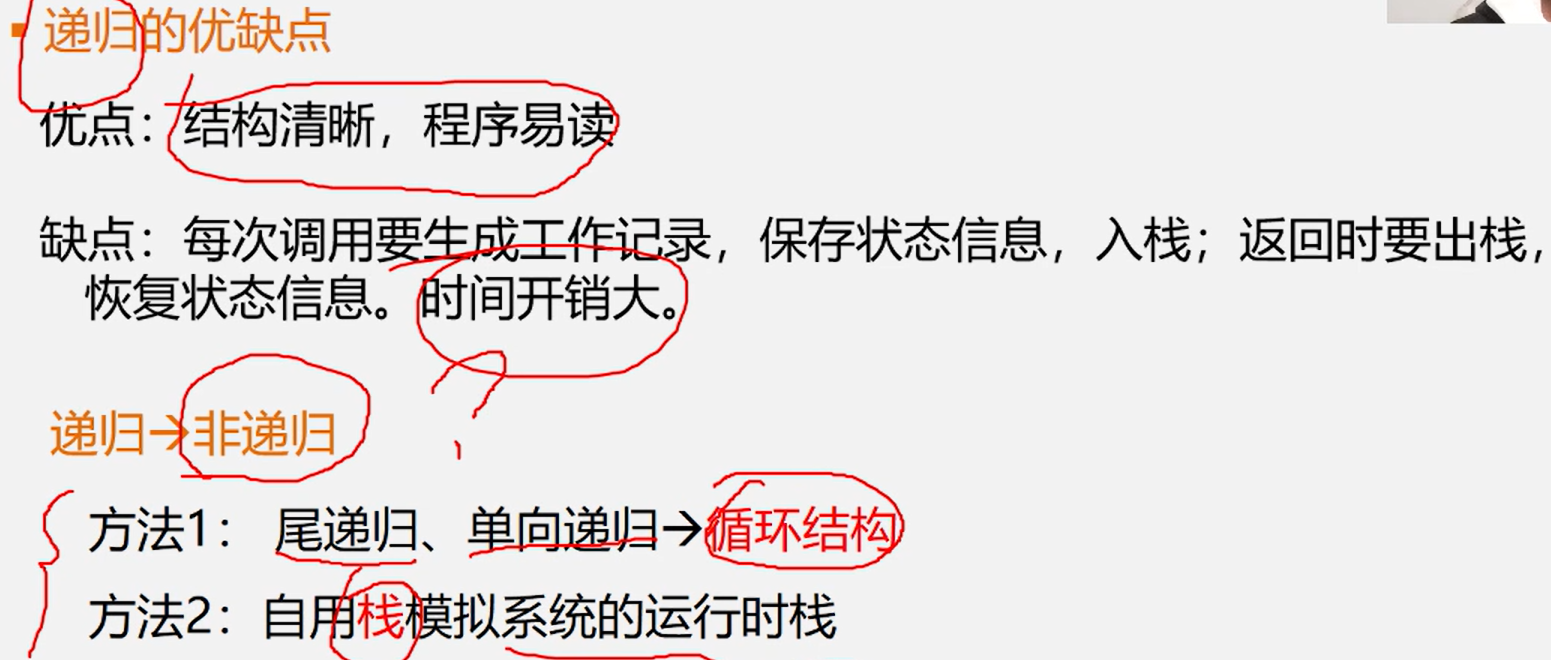 ▪ 递归的优缺点
优点：结构清晰，程序易读
缺点：每次调用要生成工作记录，保存状态信息，入栈；返回时要出栈，
恢复状态信息。时间开销大。
递归→非递归
方法1： 尾递归、单向递归→循环结构
方法2：自用栈模拟系统的运行时栈